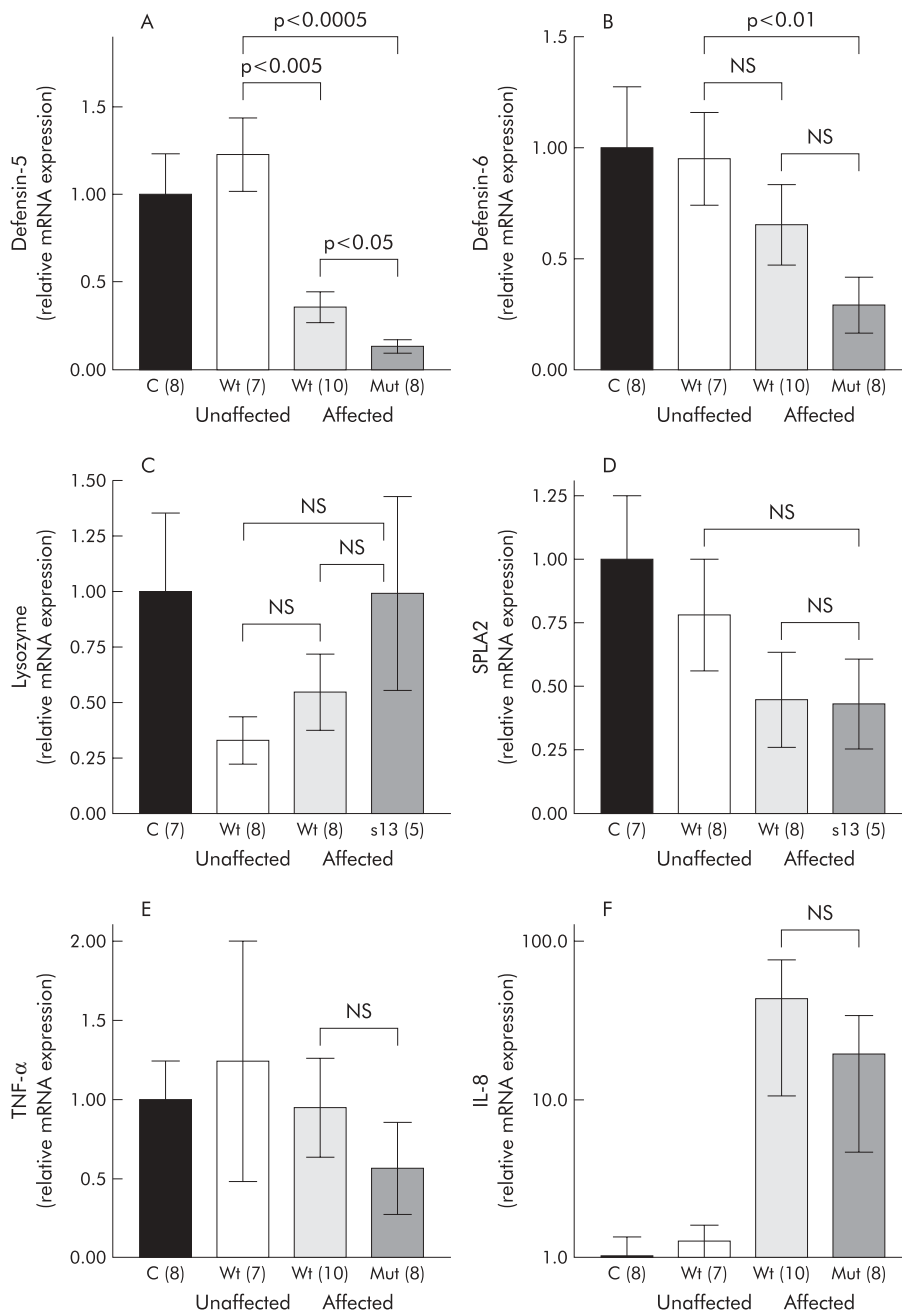 A
p<0.0005
p<0.005
p<0.05
Defensin-5
(relative mRNA expression)
1.5
1.00
0.5
0.00
C (8) Wt (7) Wt (10) Mut (8)
Unaffected Affected
B
p<0.01
NS
NS
Defensin-6
(relative mRNA expression)
1.5
1.00
0.5
0.00
C (8) Wt (7) Wt (10) Mut (8)
Unaffected Affected
C
NS
NS
NS
Lysozyme
(relative mRNA expression)
1.50
1.25
1.00
0.75
0.50
0.25
0.00
C (7) Wt (8) Wt (8) s13 (5)
Unaffected Affected
D
NS
NS
SPLA2
(relative mRNA expression)
1.25
1.00
0.75
0.50
0.25
0.00
C (7) Wt (8) Wt (8) s13 (5)
Unaffected Affected
E
NS
TNF-α
(relative mRNA expression)
2.00
1.5
1.00
0.5
0.00
C (8) Wt (7) Wt (10) Mut (8)
Unaffected Affected
F
NS
IL-8
(relative mRNA expression)
100.0
10.0
1.0
C (8) Wt (7) Wt (10) Mut (8)
Unaffected Affected